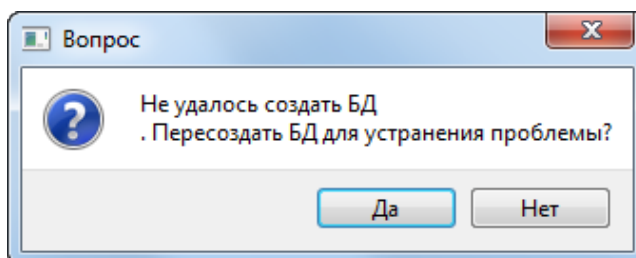 Вопрос
Не удалось создать БД
. Пересоздать БД для устранения проблемы?
Да
Нет